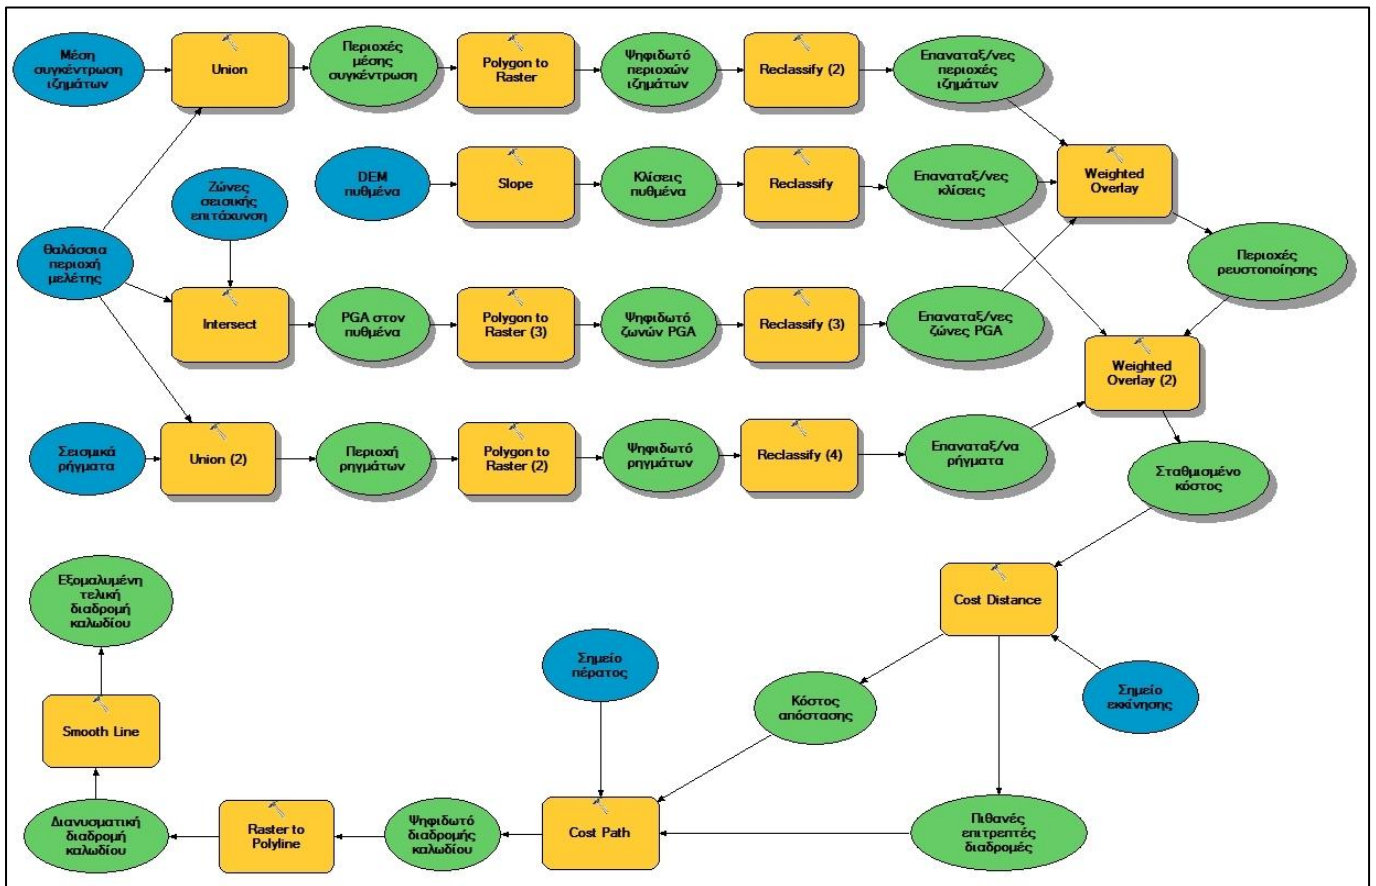 Μέση
συγκέντρωση
ιζημάτων
Union
Περιοχές
μέσης
συγκέντρωση
Polygon to
Raster
Ψηφιδωτό
περιοχών
ιζημάτων
Reclassify (2)
Επαναταξ/νες
περιοχές
ιζημάτων
Ζώνες
σεισικής
επιτάχυνση
DEM
πυθμένα
Slope
Κλίσεις
πυθμένα
Reclassify
Επαναταξ/νες
κλίσεις
Weighted
Overlay
θαλάσσια
περιοχή
μελέτης
Περιοχές
ρευστοποίησης
Intersect
PGA στον
πυθμένα
Polygon to
Raster (3)
Ψηφιδωτό
ζωνών PGA
Reclassify (3)
Επαναταξ/νες
ζώνες PGA
Weighted
Overlay (2)
Σεισμικά
ρήγματα
Union (2)
Περιοχή
ρηγμάτων
Polygon to
Raster (2)
Ψηφιδωτό
ρηγμάτων
Reclassify (4)
Επαναταξ/να
ρήγματα
Σταθμισμένο
κόστος
Εξομαλυμένη
τελική
διαδρομή
καλωδίου
Cost Distance
Σημείο
πέρατος
Σημείο
εκκίνησης
Κόστος
απόστασης
Smooth Line
Διανυσματική
διαδρομή
καλωδίου
Raster to
Polyline
Ψηφιδωτό
διαδρομής
καλωδίου
Cost Path
Πιθανές
επιτρεπτές
διαδρομές